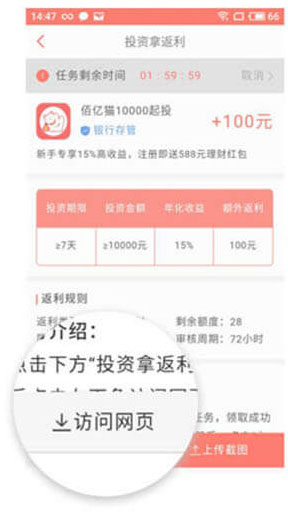 14:47 66
投资拿返利
任务剩余时间 01 : 59 : 59 取消
佰亿猫10000起投
银行存管
+100元
新手专享15%高收益，注册即送588元理财红包
投资期限 投资金额 年化收益 额外返利
≥7天 ≥10000元 15% 100元
返利规则
返利 剩余额度：28
审核周期：72小时
介绍：
点击下方“投资拿返利
访问网页
任务，领取成功
上传截图